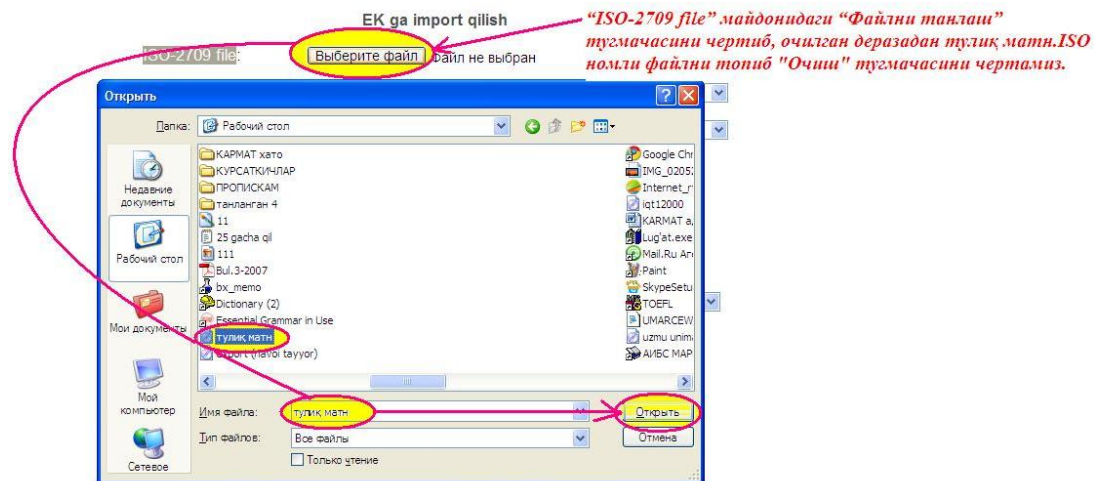 EK ga import qilish
“ISO-2709 file” майдонидаги “Файлни танлаш”
тугмачасини чертиб, очилган деразадан тулиқ матн.ISO
номли файлни топиб "Очиш" тугмачасини чертамиз.
ISO-2709 file:
Выберите файл Файл не выбран
Открыть
Папка:
Рабочий стол
Недавние документы
Рабочий стол
Мои документы
Мой компьютер
Сетевое
КАРМАТ хато
КУРСАТКИЧЛАР
ПРОПИСКАМ
танланган 4
11
25 gacha qil
111
Bul.3-2007
bx_memo
Dictionary (2)
Essential Grammar in Use
тулиқ матн
(navoi tayyor)
Google Chr
IMG_0205
Internet_r
iqt12000
KARMAT a,
Lug'at.exe
Mail.Ru Are
Paint
SkypeSetu
TOEFL
UMARCEW
uzmu unim
АИБС МАР
Имя файла:
тулиқ матн
Открыть
Тип файлов:
Все файлы
Отмена
Только чтение